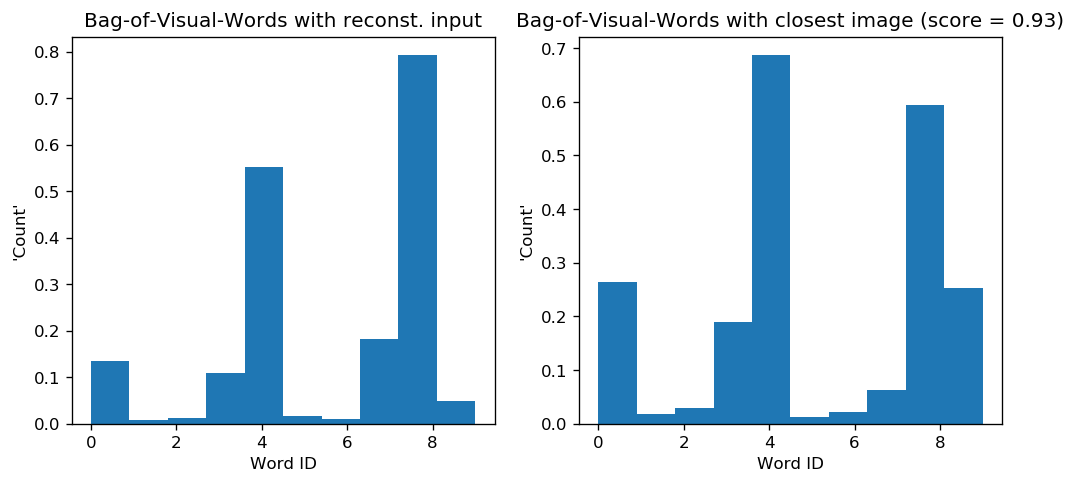 Bag-of-Visual-Words with reconst. input
0.8
0.7
0.6
0.5
0.4
0.3
0.2
0.1
0.0
'Count'
0 2 4 6 8
Word ID
Bag-of-Visual-Words with closest image (score = 0.93)
0.7
0.6
0.5
0.4
0.3
0.2
0.1
0.0
'Count'
0 2 4 6 8
Word ID